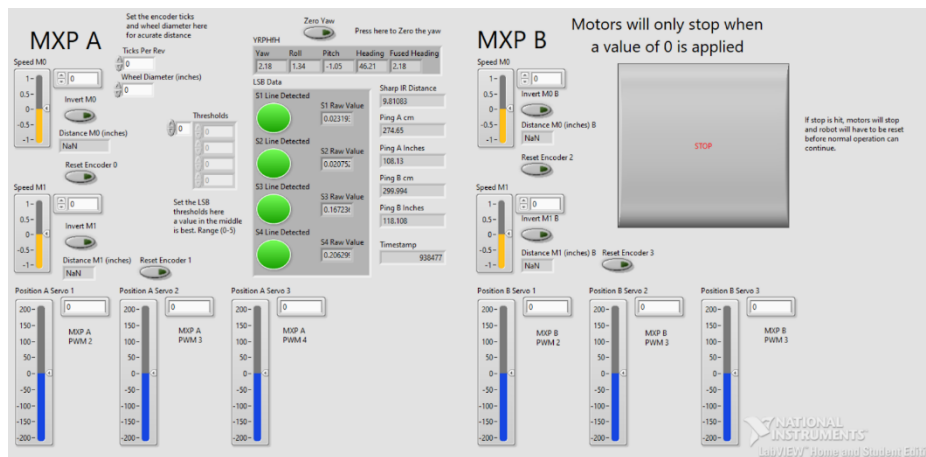 MXP A
Set the encoder ticks
and wheel diameter here
for acurate distance
Ticks Per Rev
0
Wheel Diameter (inches)
0
Speed M0
1-
0.5-
0-
-0.5-
-1-
0
Invert M0
Distance M0 (inches)
NaN
Reset Encoder 0
Thresholds
0
0
0
0
0
Set the LSB
thresholds here
a value in the middle
is best. Range (0-5)
Speed M1
1-
0.5-
0-
-0.5-
-1-
0
Invert M1
Distance M1 (inches)
NaN
Reset Encoder 1
Zero Yaw
Press here to Zero the yaw
YRPHfH
Yaw Roll Pitch Heading Fused Heading
2.18 1.34 -1.05 46.21 2.18
LSB Data
S1 Line Detected
S1 Raw Value
0.02319
S2 Line Detected
S2 Raw Value
0.02075
S3 Line Detected
S3 Raw Value
0.16723
S4 Line Detected
S4 Raw Value
0.20629
Sharp IR Distance
9.81083
Ping A cm
274.65
Ping A Inches
108.13
Ping B cm
299.994
Ping B Inches
118.108
Timestamp
938477
MXP B
Motors will only stop when
a value of 0 is applied
Speed M0
1-
0.5-
0-
-0.5-
-1-
0
Invert M0 B
Distance M0 (inches) B
NaN
Reset Encoder 2
STOP
If stop is hit, motors will stop
and robot will have to be reset
before normal operation can
continue.
Speed M1
1-
0.5-
0-
-0.5-
-1-
0
Invert M1 B
Distance M1 (inches) B
NaN
Reset Encoder 3
Position A Servo 1
200-
150-
100-
50-
0-
-50-
-100-
-150-
-200-
0
MXP A
PWM 2
Position A Servo 2
200-
150-
100-
50-
0-
-50-
-100-
-150-
-200-
0
MXP A
PWM 3
Position A Servo 3
200-
150-
100-
50-
0-
-50-
-100-
-150-
-200-
0
MXP A
PWM 4
Position B Servo 1
200-
150-
100-
50-
0-
-50-
-100-
-150-
-200-
0
MXP B
PWM 2
Position B Servo 2
200-
150-
100-
50-
0-
-50-
-100-
-150-
-200-
0
MXP B
PWM 3
Position B Servo 3
200-
150-
100-
50-
0-
-50-
-100-
-150-
-200-
0
MXP B
PWM 3
NATIONAL
INSTRUMENTS
LabVIEW Home and Student Editi